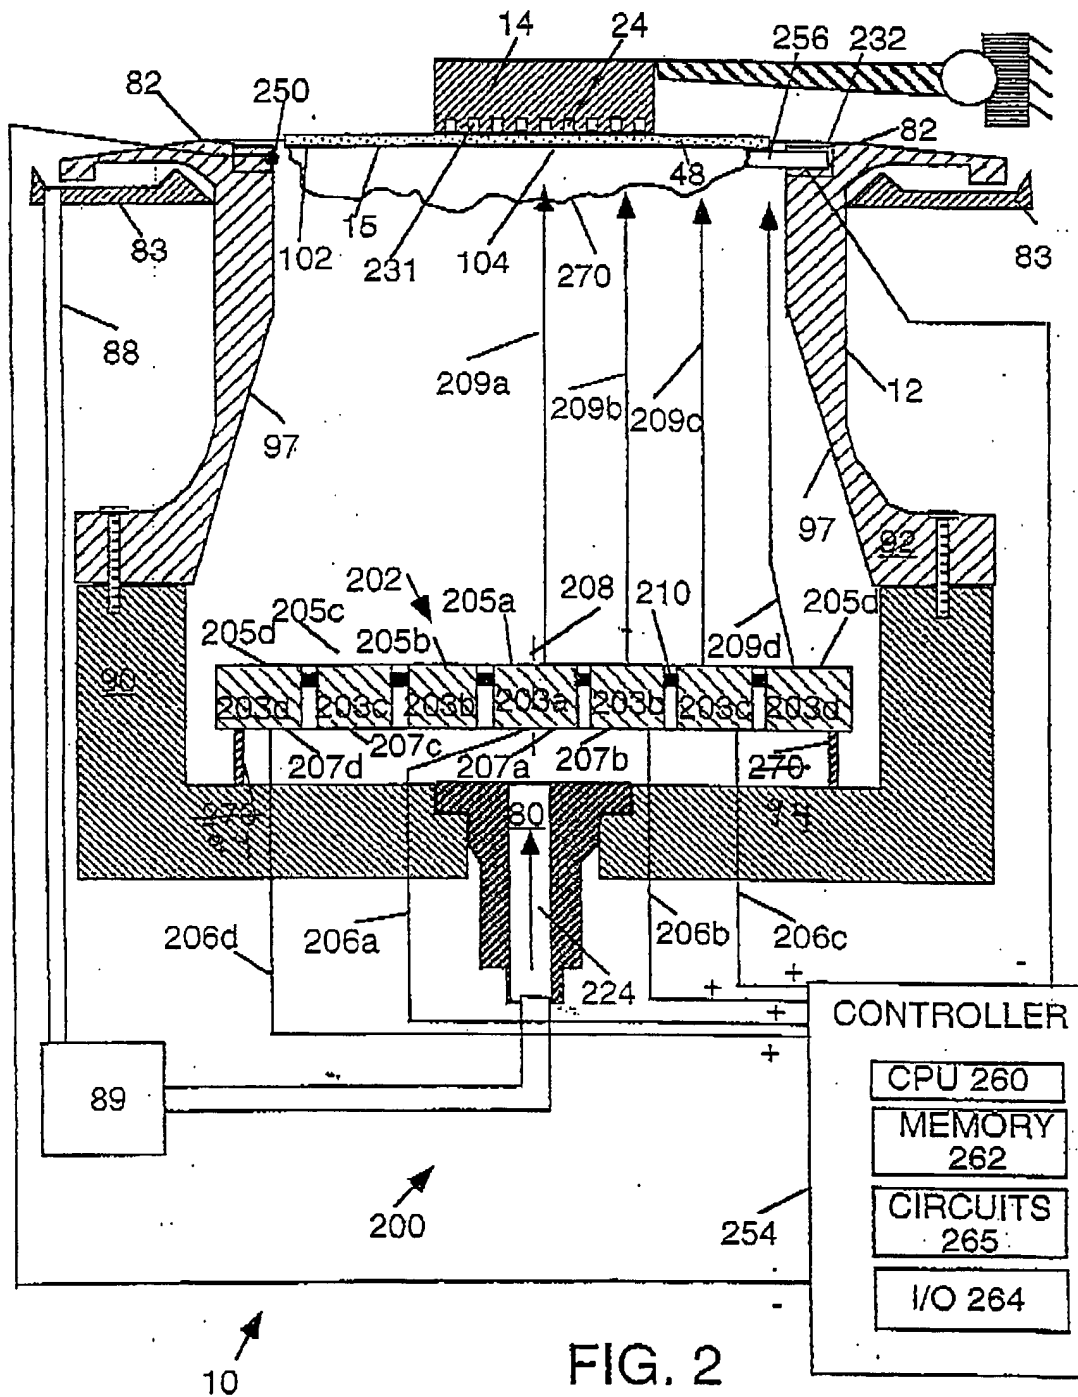 14 24 256 232
83 82 250 82
48
83 15 102 231 104 270 83
88 209a 209b 209c 12
97 97
92
202 208 210
205d 205c 205b 205a 209d 205d
90
203d 203c 203b 203a 203b 203c 203d
207d 207c 207a 207b 270
80
206d 206a 224 206b 206c
+ + + + -
CONTROLLER
CPU 260
MEMORY
262
CIRCUITS
265
I/O 264
89
200
254
-
10
FIG. 2